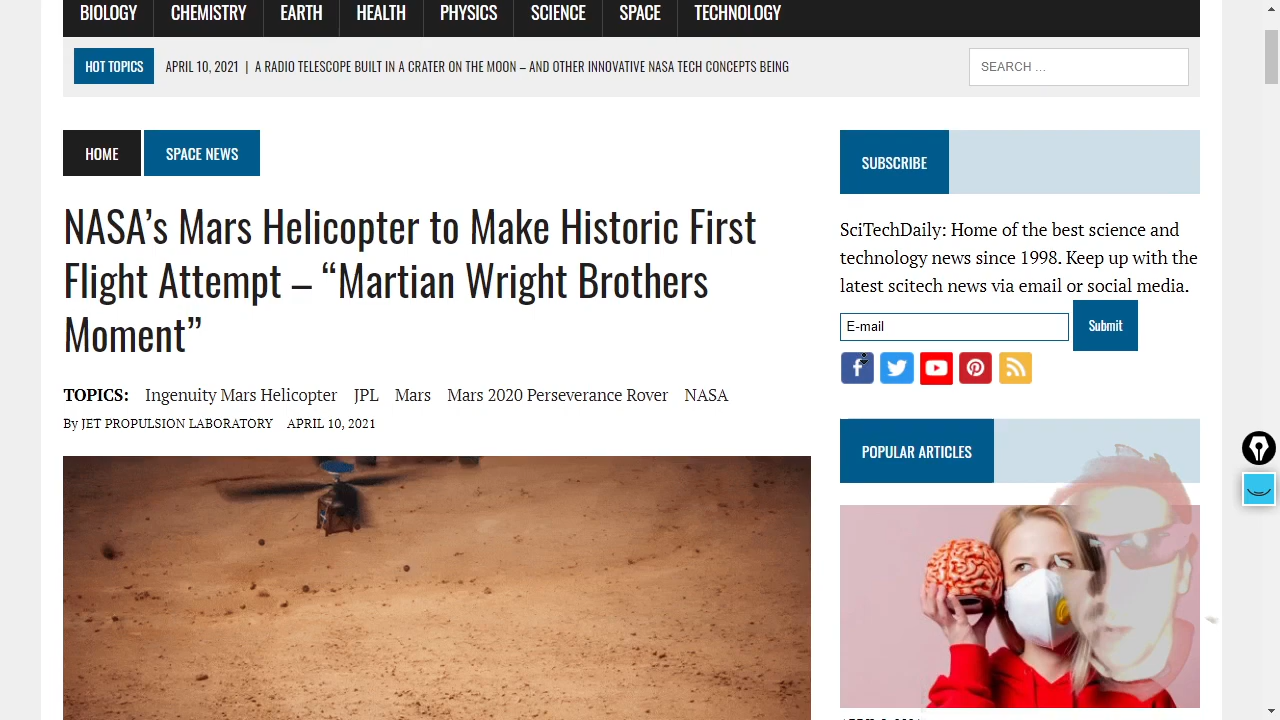 BIOLOGY CHEMISTRY EARTH HEALTH PHYSICS SCIENCE SPACE TECHNOLOGY
HOT TOPICS APRIL 10, 2021 | A RADIO TELESCOPE BUILT IN A CRATER ON THE MOON – AND OTHER INNOVATIVE NASA TECH CONCEPTS BEING
SEARCH …
HOME SPACE NEWS
NASA’s Mars Helicopter to Make Historic First
Flight Attempt – “Martian Wright Brothers
Moment”
TOPICS: Ingenuity Mars Helicopter JPL Mars Mars 2020 Perseverance Rover NASA
By JET PROPULSION LABORATORY APRIL 10, 2021
SUBSCRIBE
SciTechDaily: Home of the best science and
technology news since 1998. Keep up with the
latest scitech news via email or social media.
E-mail Submit
POPULAR ARTICLES